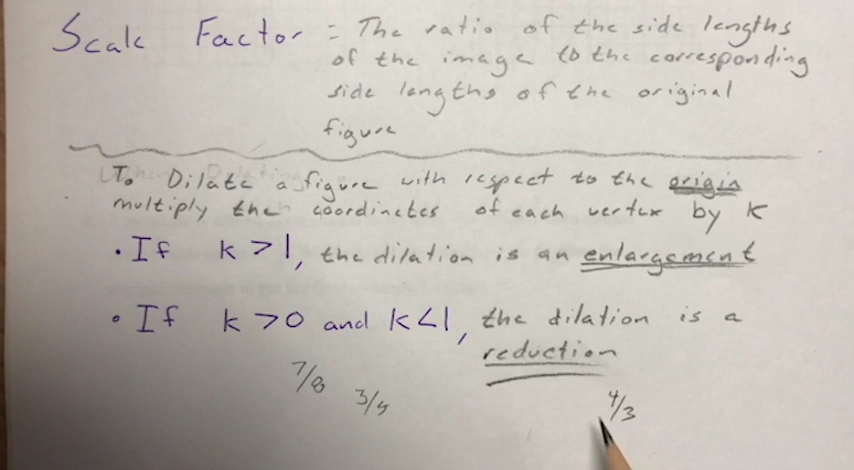 Scale Factor = The ratio of the side lengths
of the image to the corresponding
side lengths of the original
figure
To Dilate a figure with respect to the origin
multiply the coordinates of each vertex by K
• If k > 1, the dilation is an enlargement
• If k > 0 and k < 1, the dilation is a
reduction
7/8 3/4 4/3